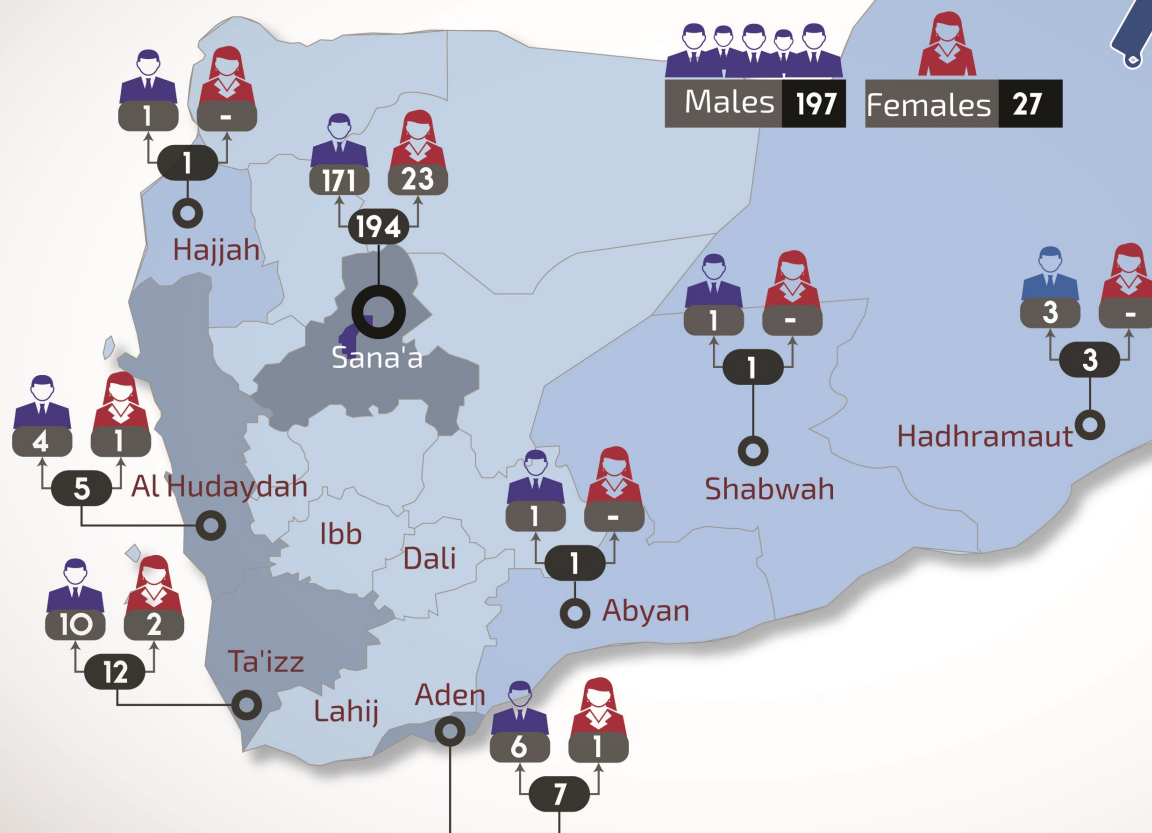 Males 197
Females 27
1 -
1
Hajjah
171 23
194
Sana'a
1 -
1
Shabwah
3 -
3
Hadhramaut
4 1
5
Al Hudaydah
Ibb
Dali
1 -
1
Abyan
10 2
12
Ta'izz
Lahij
Aden
6 1
7